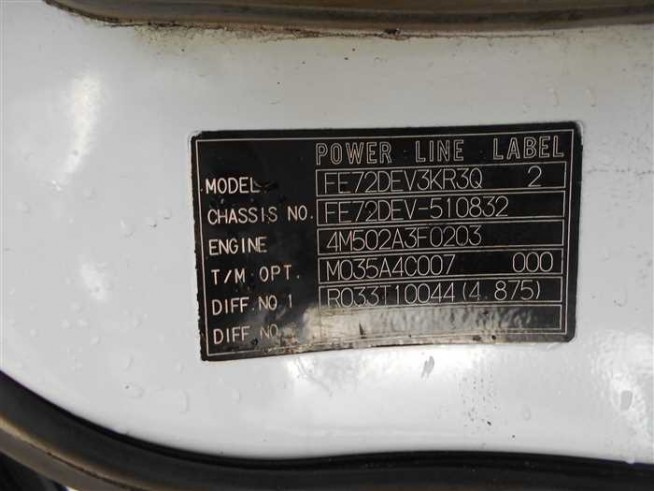 POWER LINE LABEL
MODEL FE72DEV3KR3Q 2
CHASSIS NO. FE72DEV-510832
ENGINE 4M502A3F0203
T/M OPT. M035A4C007 000
DIFF.NO.1 R033T10044(4.875)
DIFF.NO.